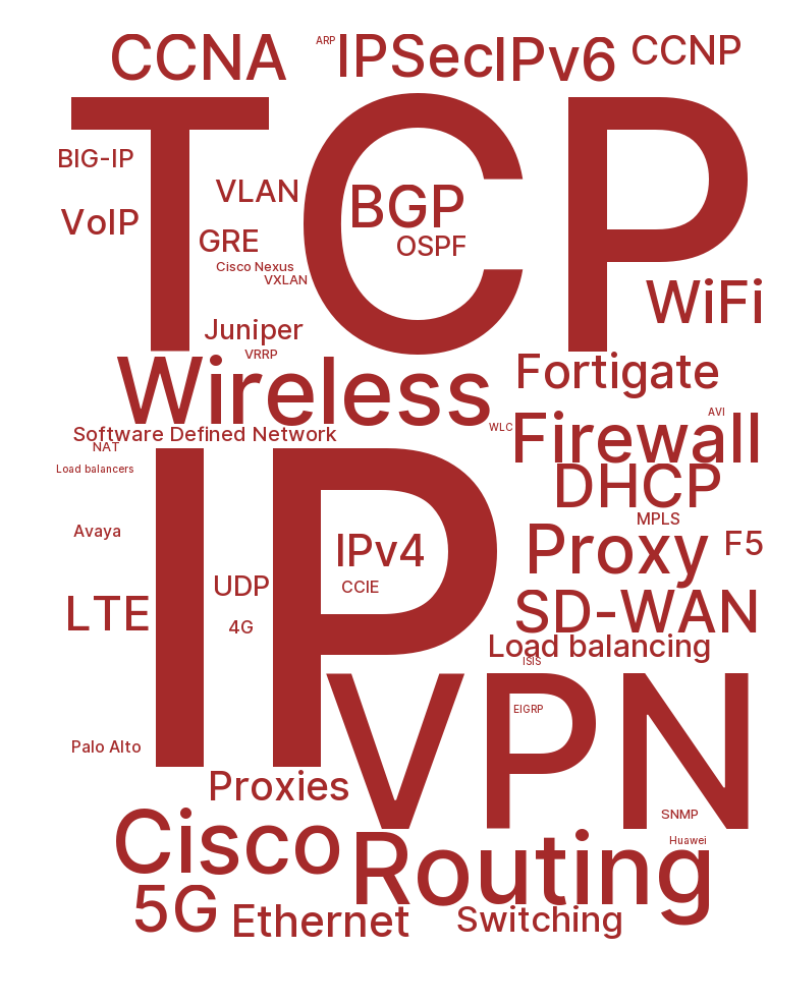 CCNA
ARP
IPSec
IPv6
CCNP
TCP
BIG-IP
VLAN
BGP
VoIP
GRE
OSPF
Cisco Nexus
VXLAN
WiFi
Juniper
VRRP
Wireless
Fortigate
AVI
WLC
Firewall
Software Defined Network
NAT
Load balancers
DHCP
IP
MPLS
Avaya
IPv4
Proxy
F5
UDP
CCIE
LTE
4G
SD-WAN
Load balancing
ISIS
VPN
EIGRP
Palo Alto
Proxies
SNMP
Cisco
Huawei
Routing
5G
Ethernet
Switching